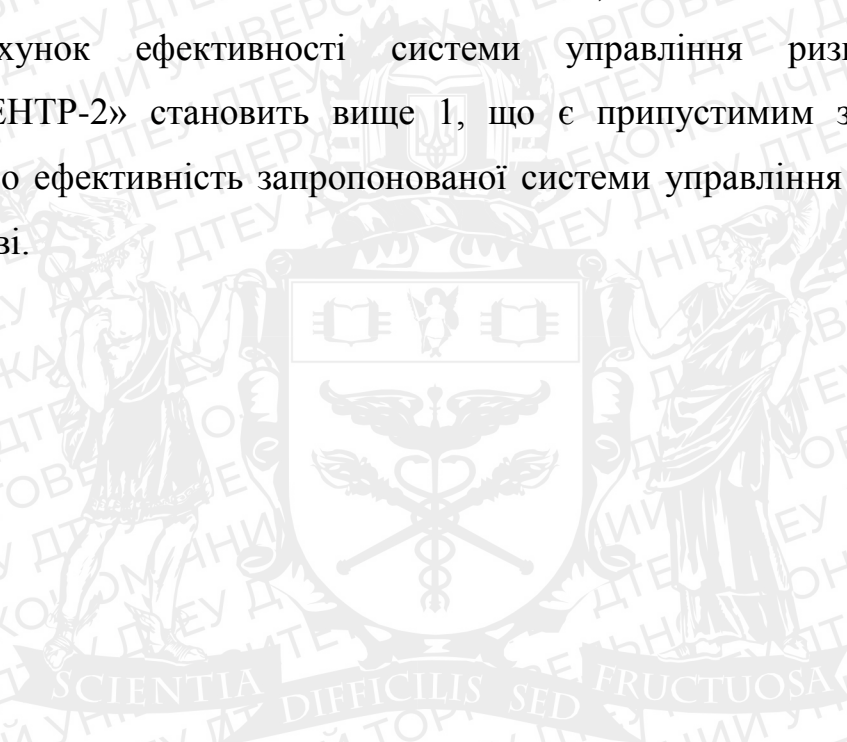 хунок ефективності системи управління ризи
ЕНТР-2» становить вище 1, що є припустимим з
о ефективність запропонованої системи управління
ві.
SCIENTIA DIFFICILIS SED FRUCTUOSA